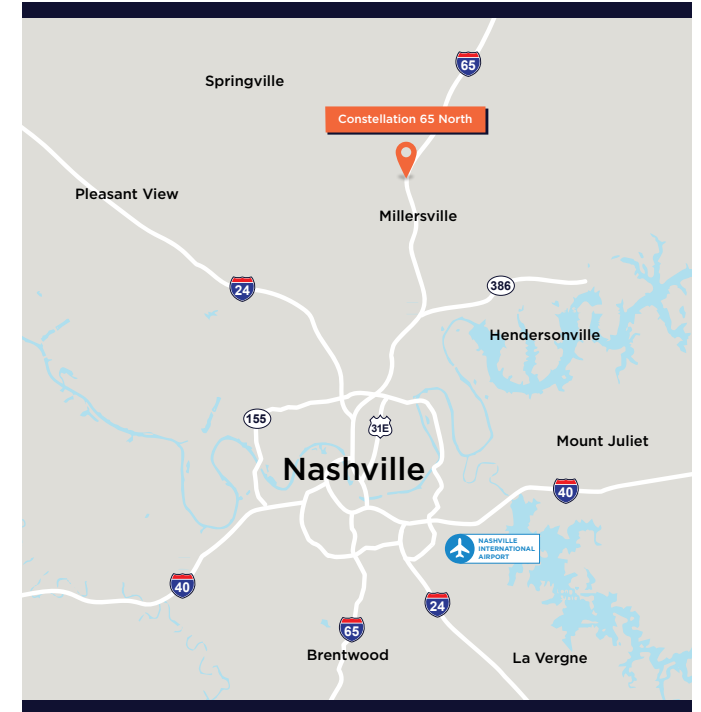 65
Springville
Constellation 65 North
Pleasant View
Millersville
24
386
Hendersonville
155
31E
Mount Juliet
Nashville
40
NASHVILLE
INTERNATIONAL
AIRPORT
40
24
65
Brentwood
La Vergne